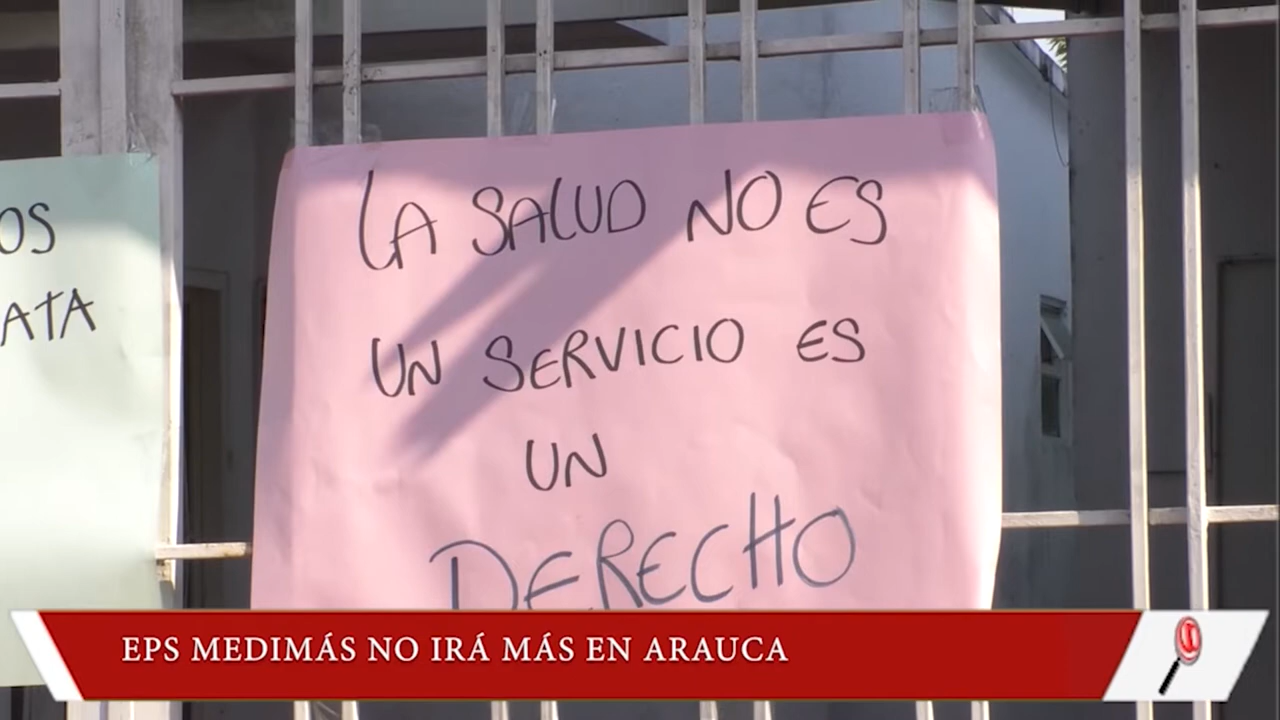 OS
ATA
LA SALUD NO ES
UN SERVICIO ES
UN
DERECHO
EPS MEDIMÁS NO IRÁ MÁS EN ARAUCA